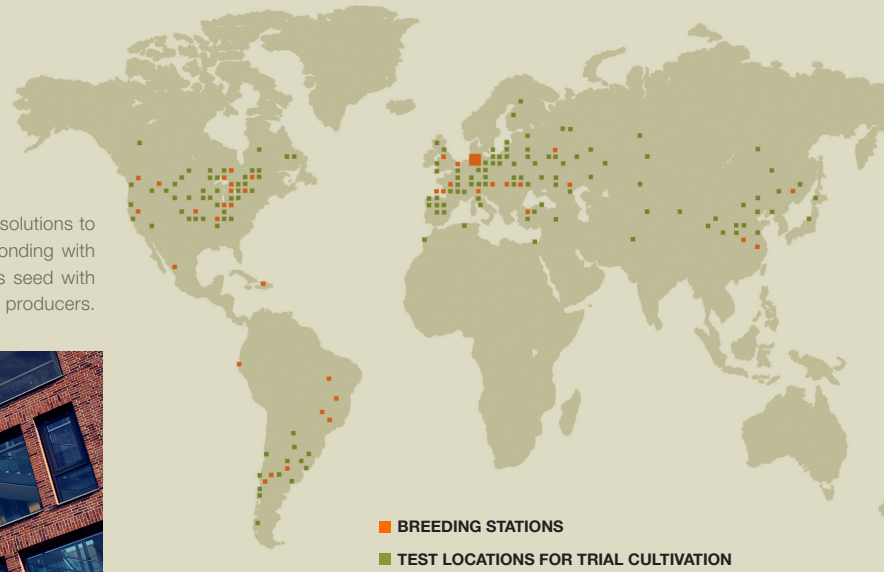 solutions to
onding with
s seed with
producers.
BREEDING STATIONS
TEST LOCATIONS FOR TRIAL CULTIVATION